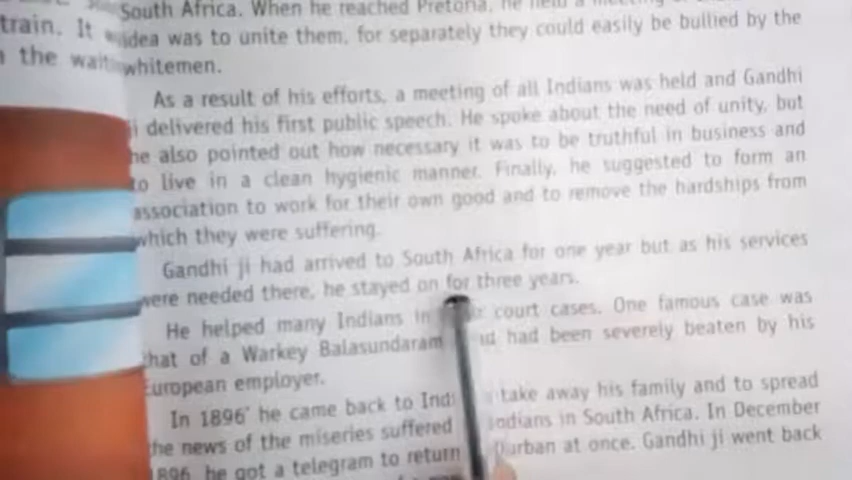 train. It
the wait
South Africa. When he reached Pretoria, he held a meeting
idea was to unite them, for separately they could easily be bullied by the
whitemen.
As a result of his efforts, a meeting of all Indians was held and Gandhi
ji delivered his first public speech. He spoke about the need of unity, but
he also pointed out how necessary it was to be truthful in business and
to live in a clean hygienic manner. Finally, he suggested to form an
association to work for their own good and to remove the hardships from
which they were suffering.
Gandhi ji had arrived to South Africa for one year but as his services
were needed there, he stayed on for three years.
He helped many Indians in court cases. One famous case was
that of a Warkey Balasundaram had been severely beaten by his
European employer.
In 1896' he came back to take away his family and to spread
the news of the miseries suffered Indians in South Africa. In December
1896, he got a telegram to return Durban at once. Gandhi ji went back